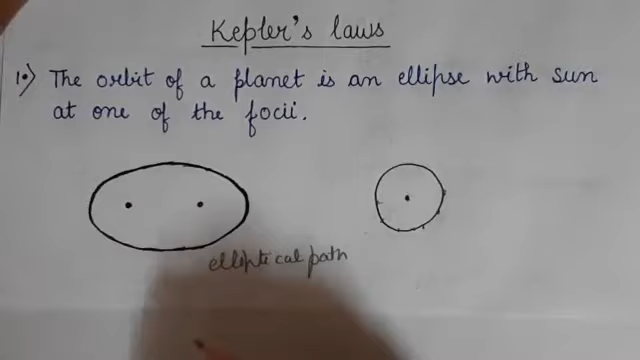 Kepler's laws
1.) The orbit of a planet is an ellipse with sun
at one of the focii.
elliptical path